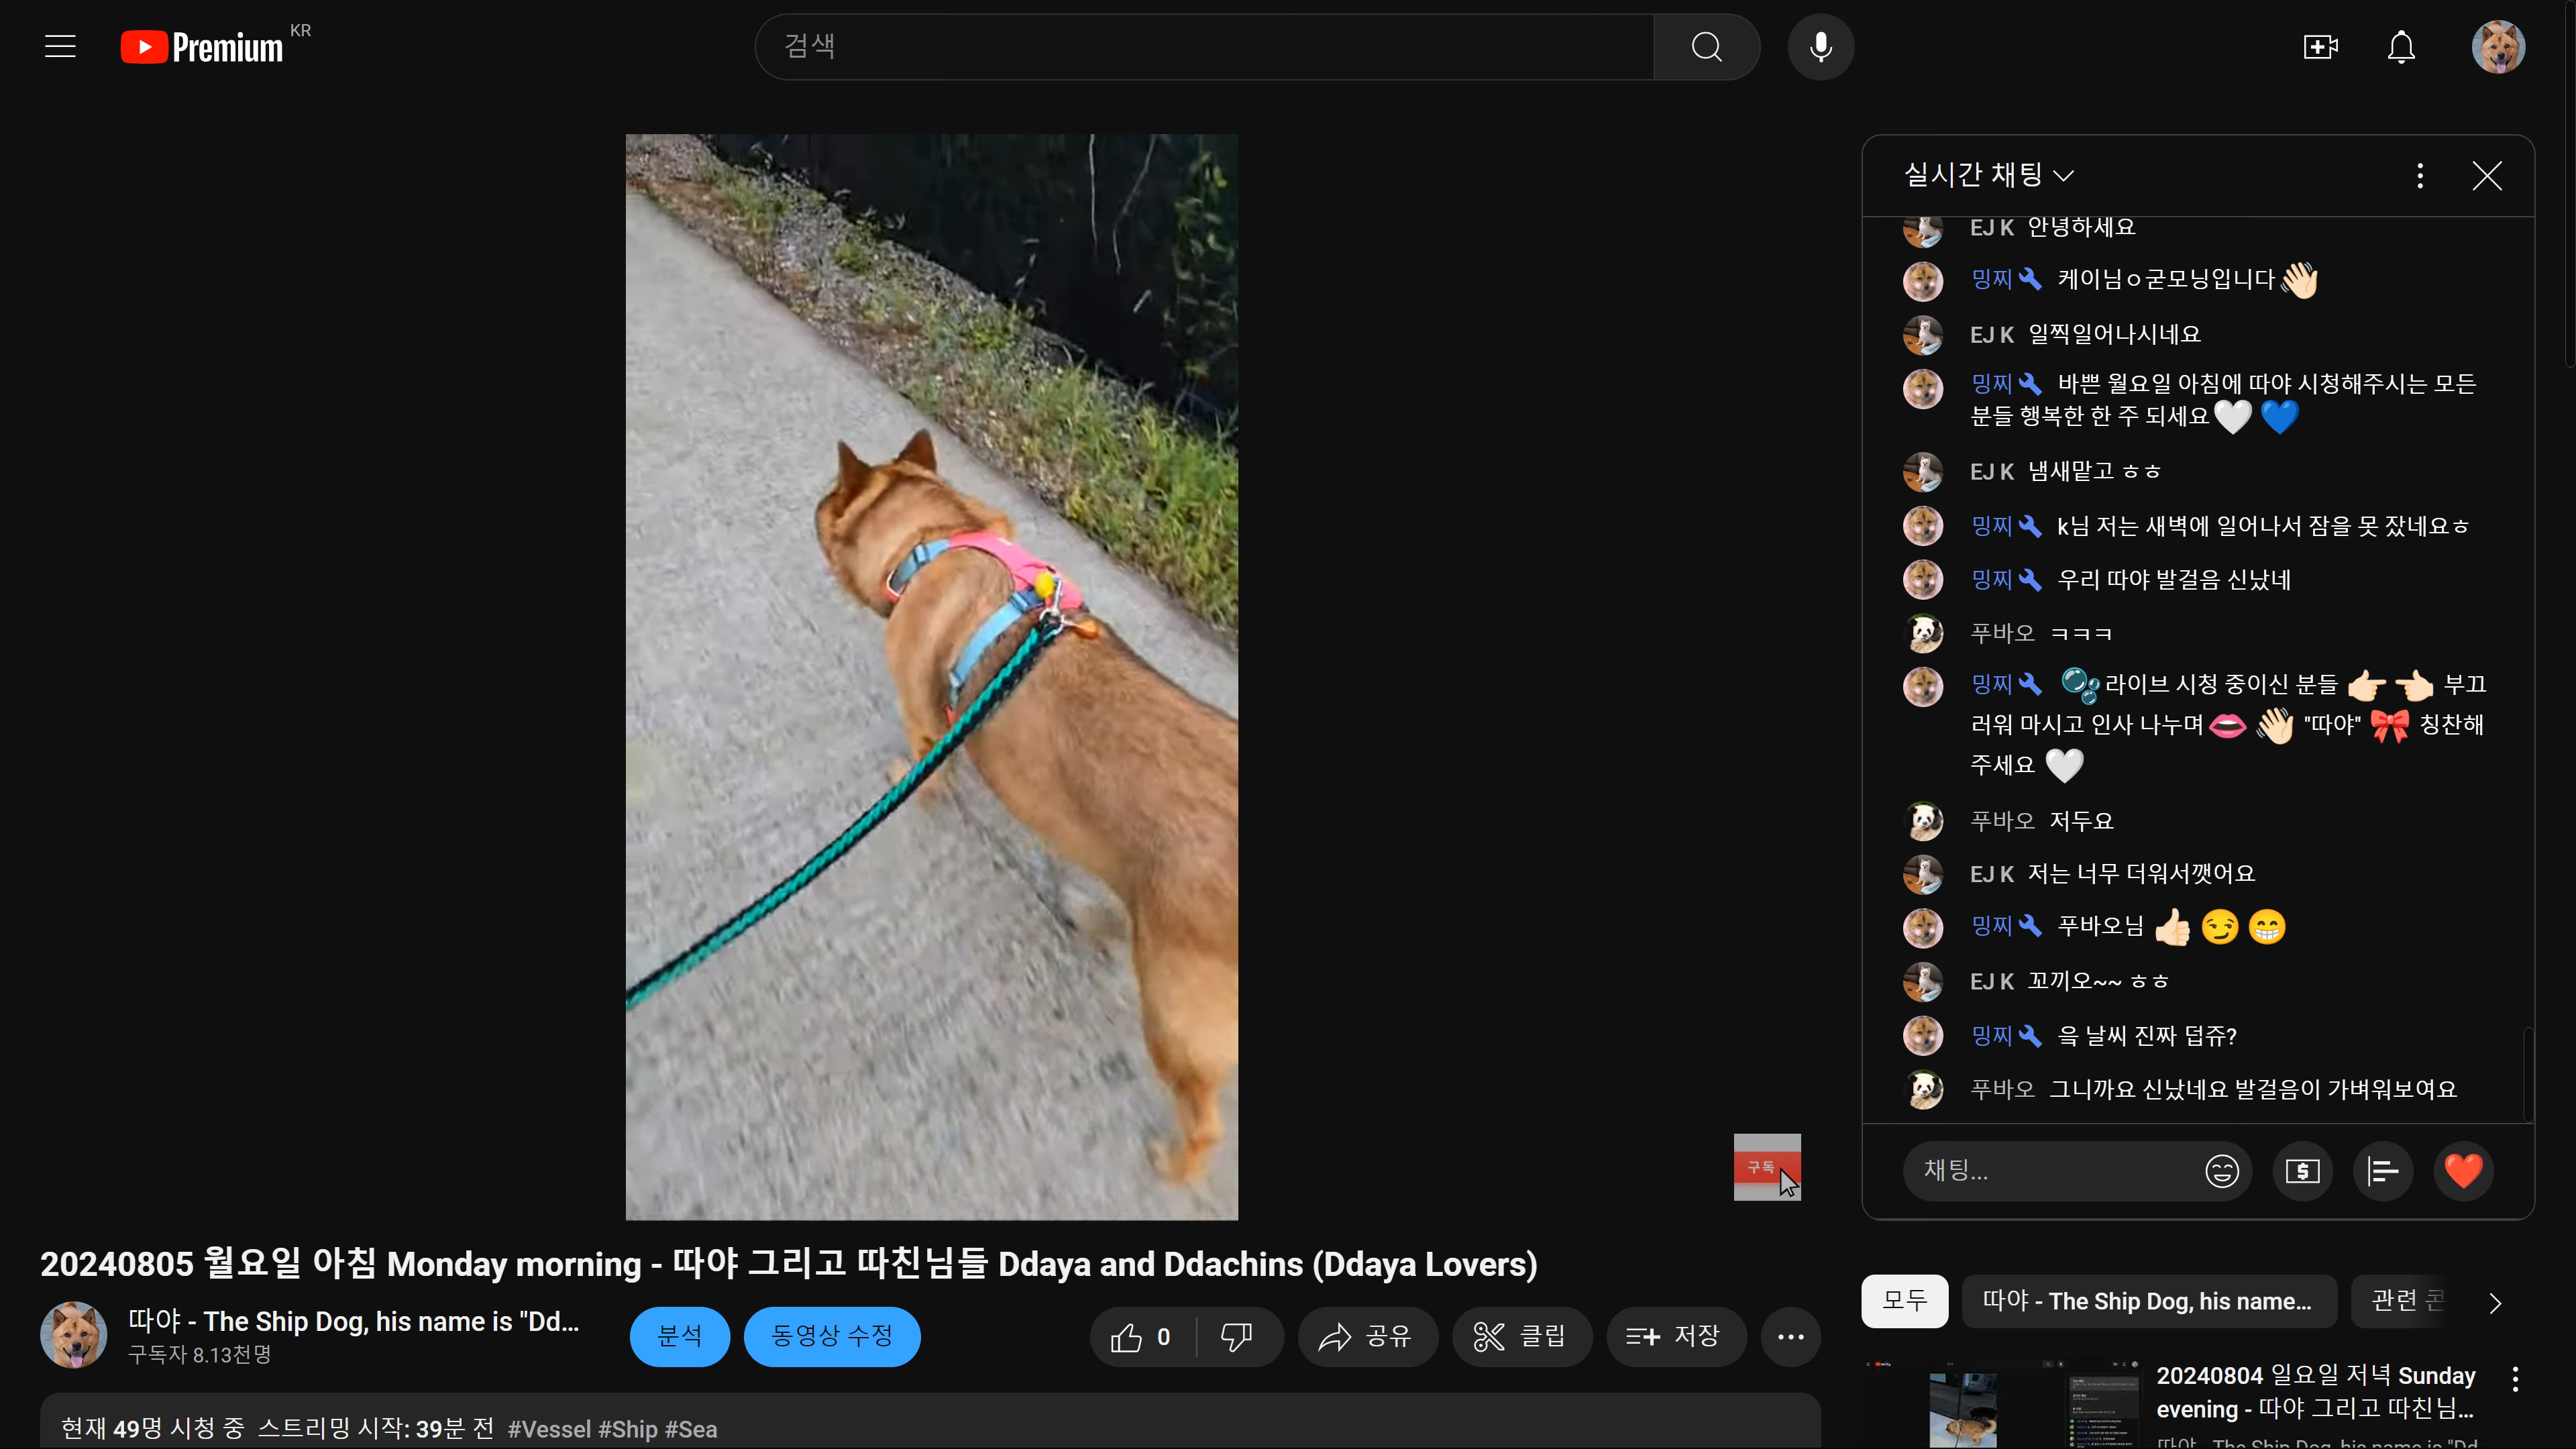 Premium KR
검색
실시간 채팅
EJ K 안녕하세요
밍찌 케이님ㅇ굳모닝입니다👋🏻
EJ K 일찍일어나시네요
밍찌 바쁜 월요일 아침에 따야 시청해주시는 모든
분들 행복한 한 주 되세요🤍💙
EJ K 냄새맡고 ㅎㅎ
밍찌 k님 저는 새벽에 일어나서 잠을 못 잤네요ㅎ
밍찌 우리 따야 발걸음 신났네
푸바오 ㅋㅋㅋ
밍찌 🫧라이브 시청 중이신 분들 👉🏻👈🏻 부끄
러워 마시고 인사 나누며👄👋🏻 "따야"🎀 칭찬해
주세요 🤍
푸바오 저두요
EJ K 저는 너무 더워서깻어요
밍찌 푸바오님 👍🏻😏😁
EJ K 꼬끼오~~ ㅎㅎ
밍찌 윽 날씨 진짜 덥쥬?
푸바오 그니까요 신났네요 발걸음이 가벼워보여요
채팅...
구독
20240805 월요일 아침 Monday morning - 따야 그리고 따친님들 Ddaya and Ddachins (Ddaya Lovers)
따야 - The Ship Dog, his name is "Dd...
구독자 8.13천명
분석
동영상 수정
0
공유
클립
저장
현재 49명 시청 중 스트리밍 시작: 39분 전 #Vessel #Ship #Sea
모두
따야 - The Ship Dog, his name...
관련 콘
20240804 일요일 저녁 Sunday
evening - 따야 그리고 따친님...